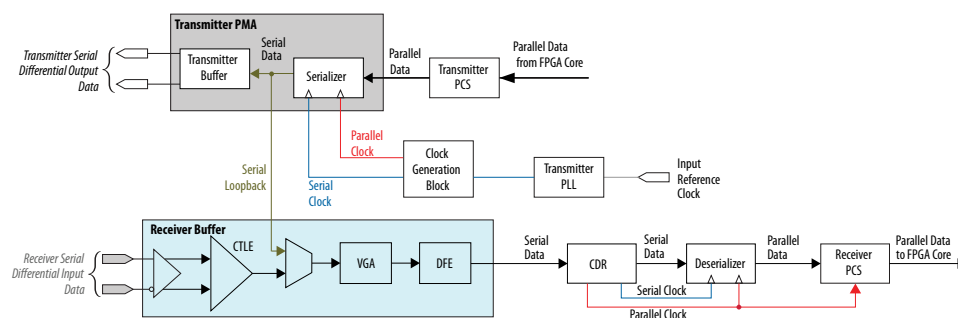 Transmitter PMA
Transmitter Serial
Differential Output
Data
Transmitter
Buffer
Serial
Data
Serializer
Parallel
Data
Transmitter
PCS
Parallel Data
from FPGA Core
Parallel
Clock
Serial
Loopback
Serial
Clock
Clock
Generation
Block
Transmitter
PLL
Input
Reference
Clock
Receiver Buffer
Receiver Serial
Differential Input
Data
CTLE
VGA
DFE
Serial
Data
CDR
Serial
Data
Deserializer
Parallel
Data
Receiver
PCS
Parallel Data
to FPGA Core
Serial Clock
Parallel Clock